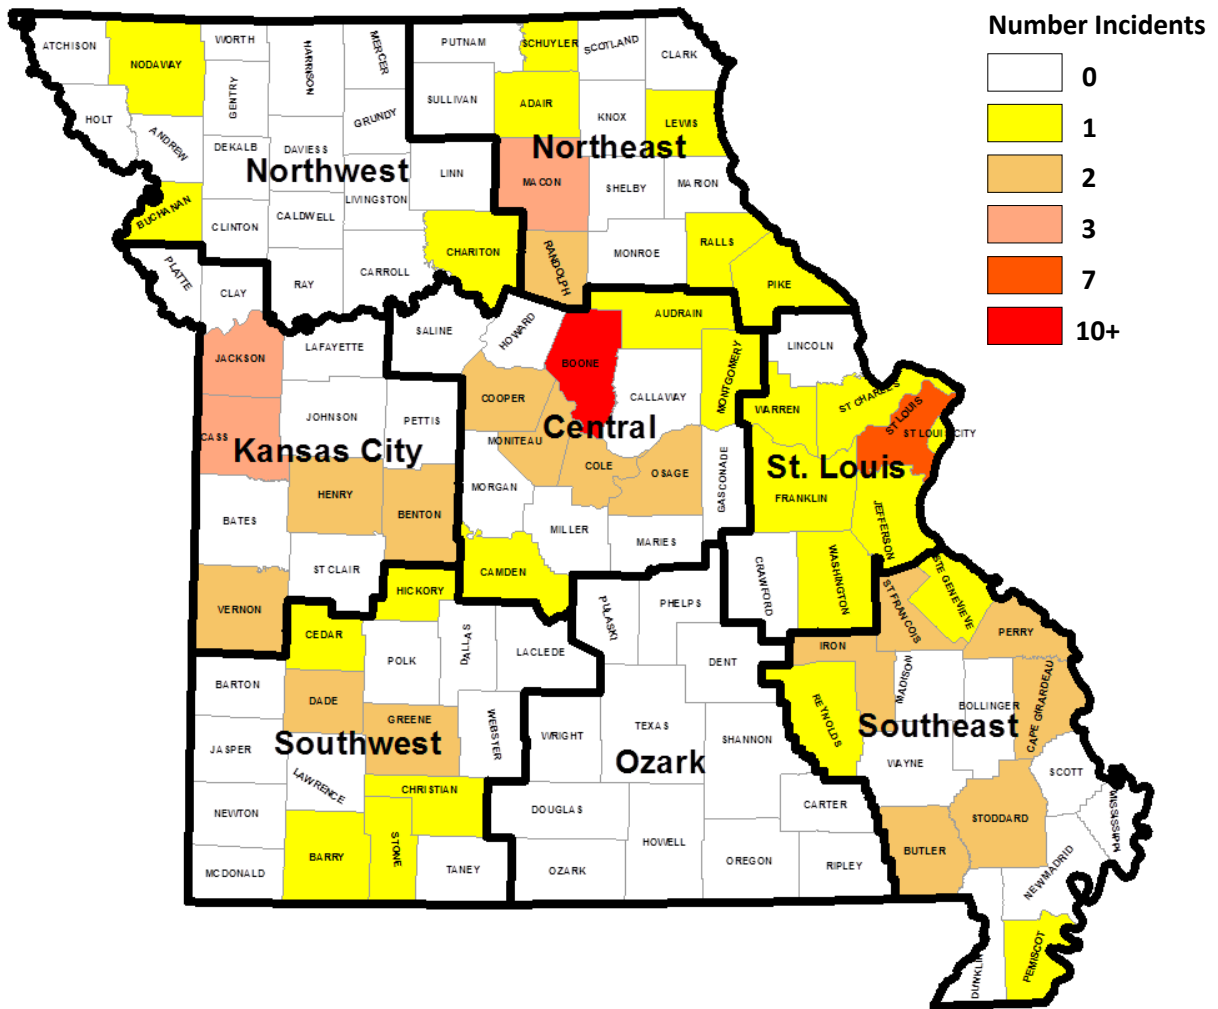 Number Incidents
0
1
2
3
7
10+
ATCHISON
NODAWAY
WORTH
HARRISON
MERCER
PUTNAM
SCHUYLER
SCOTLAND
CLARK
HOLT
ANDREW
GENTRY
GRUNDY
SULLIVAN
ADAIR
KNOX
LEWIS
DEKALB
DAVIESS
Northwest
LINN
Northeast
MACON
SHELBY
MARION
BUCHANAN
CLINTON
CALDWELL
LIVINGSTON
CHARITON
RANDOLPH
MONROE
RALLS
PIKE
PLATTE
CLAY
RAY
CARROLL
SALINE
HOWARD
BOONE
AUDRAIN
MONTGOMERY
LINCOLN
JACKSON
LAFAYETTE
COOPER
CALLAWAY
WARREN
ST CHARLES
ST LOUIS
ST LOUIS CITY
CASS
JOHNSON
PETTIS
Kansas City
MONITEAU
Central
COLE
OSAGE
GASCONADE
St. Louis
FRANKLIN
JEFFERSON
HENRY
BENTON
MORGAN
MILLER
MARIES
BATES
ST CLAIR
CAMDEN
CRAWFORD
WASHINGTON
VERNON
HICKORY
PULASKI
PHELPS
ST FRANCOIS
STE GENEVIEVE
PERRY
CEDAR
POLK
DALLAS
LACLEDE
DENT
IRON
MADISON
BOLLINGER
CAPE GIRARDEAU
BARTON
DADE
GREENE
WEBSTER
WRIGHT
TEXAS
SHANNON
REYNOLDS
Southeast
JASPER
Southwest
LAWRENCE
Ozark
WAYNE
SCOTT
MISSISSIPPI
NEWTON
CHRISTIAN
STONE
DOUGLAS
HOWELL
CARTER
STODDARD
BUTLER
MCDONALD
BARRY
TANEY
OZARK
OREGON
RIPLEY
NEW MADRID
DUNKLIN
PEMISCOT